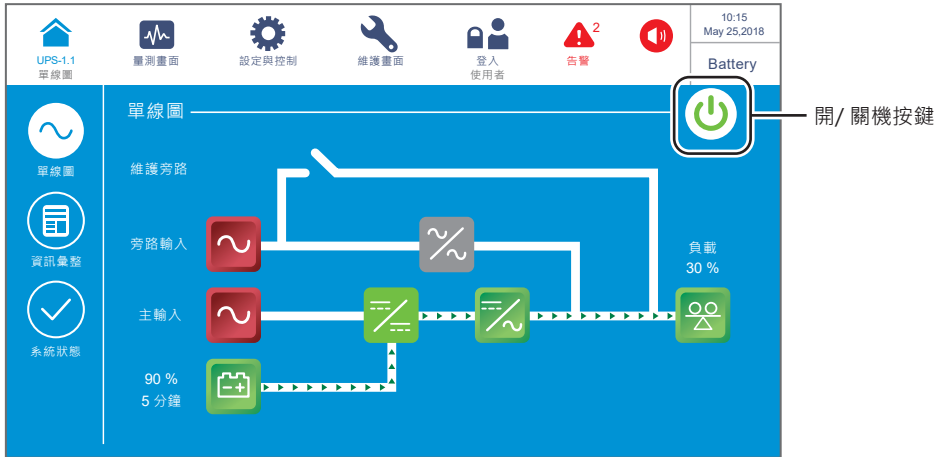 10:15
May 25,2018
2
UPS-1.1
單線圖
量測畫面
設定與控制
維護畫面
登入
使用者
告警
Battery
單線圖
開/ 關機按鍵
單線圖
維護旁路
資訊彙整
旁路輸入
負載
30 %
系統狀態
主輸入
90 %
5 分鐘